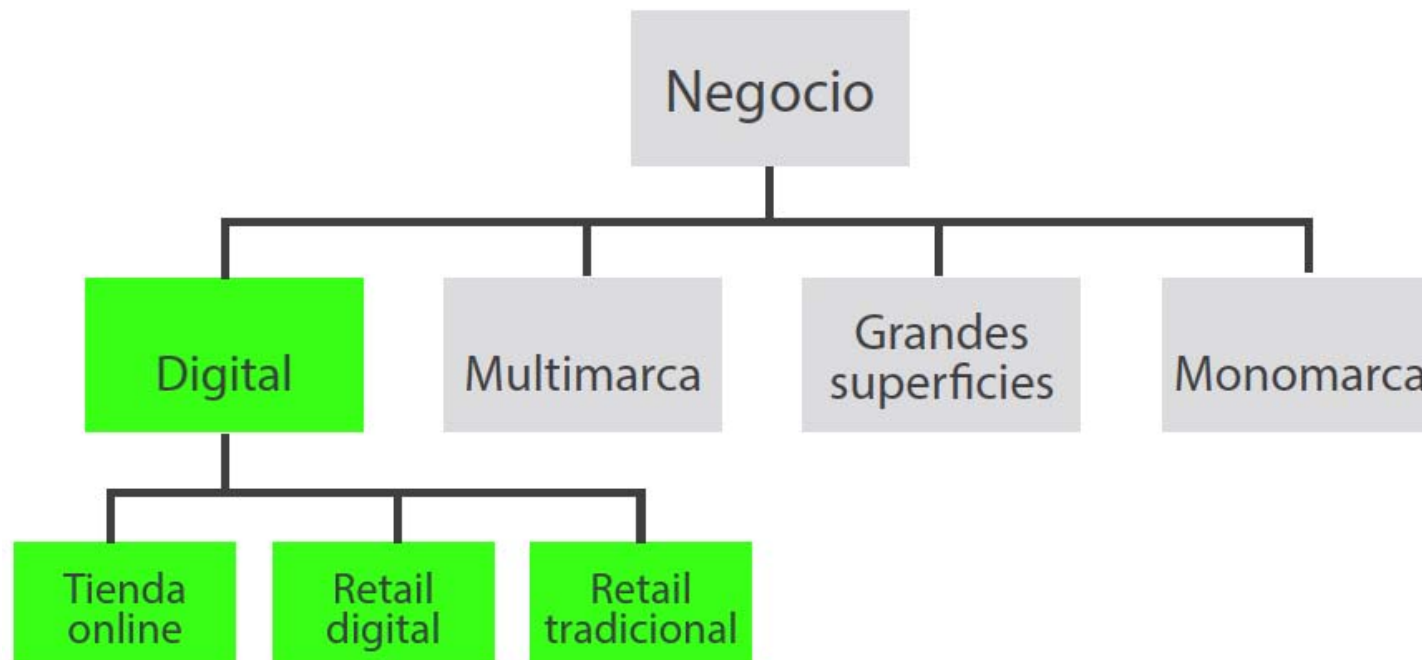 Negocio
Digital
Multimarca
Grandes
superficies
Monomarca
Tienda
online
Retail
digital
Retail
tradicional